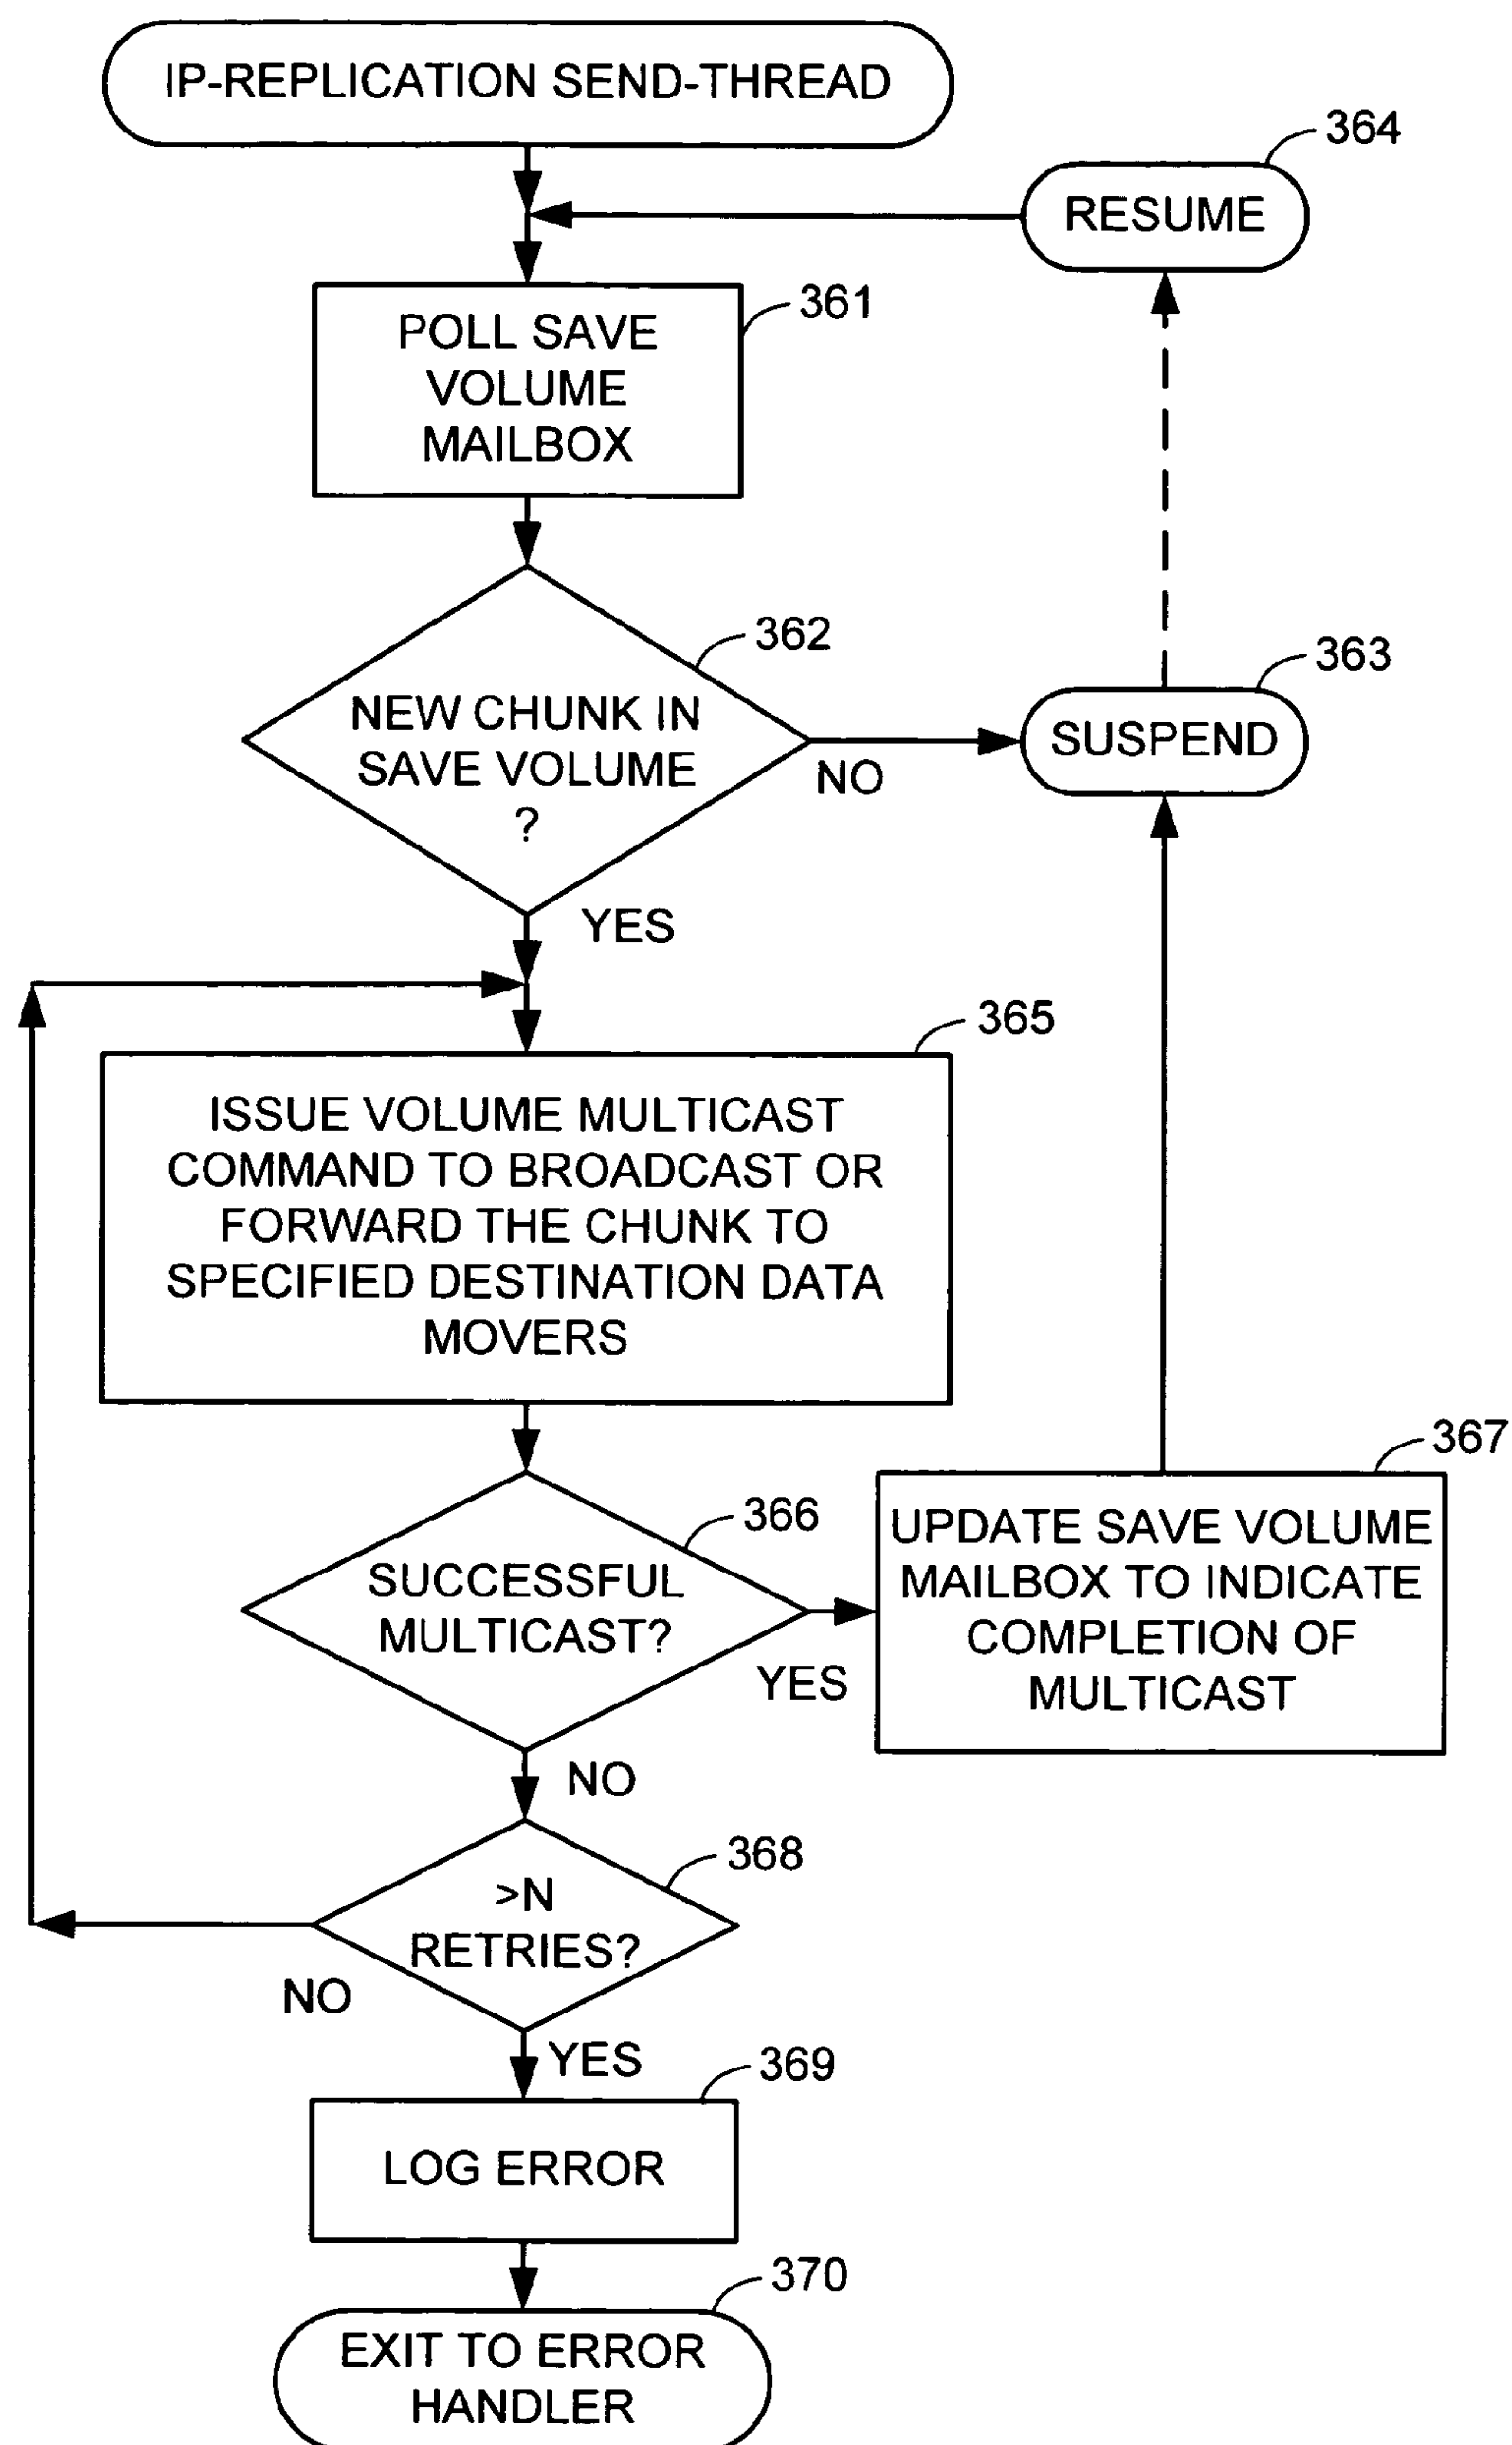 IP-REPLICATION SEND-THREAD
364
RESUME
361
POLL SAVE
VOLUME
MAILBOX
362
NEW CHUNK IN
SAVE VOLUME
?
NO
363
SUSPEND
YES
365
ISSUE VOLUME MULTICAST
COMMAND TO BROADCAST OR
FORWARD THE CHUNK TO
SPECIFIED DESTINATION DATA
MOVERS
366
SUCCESSFUL
MULTICAST?
YES
367
UPDATE SAVE VOLUME
MAILBOX TO INDICATE
COMPLETION OF
MULTICAST
NO
368
>N
RETRIES?
NO
YES
369
LOG ERROR
370
EXIT TO ERROR
HANDLER